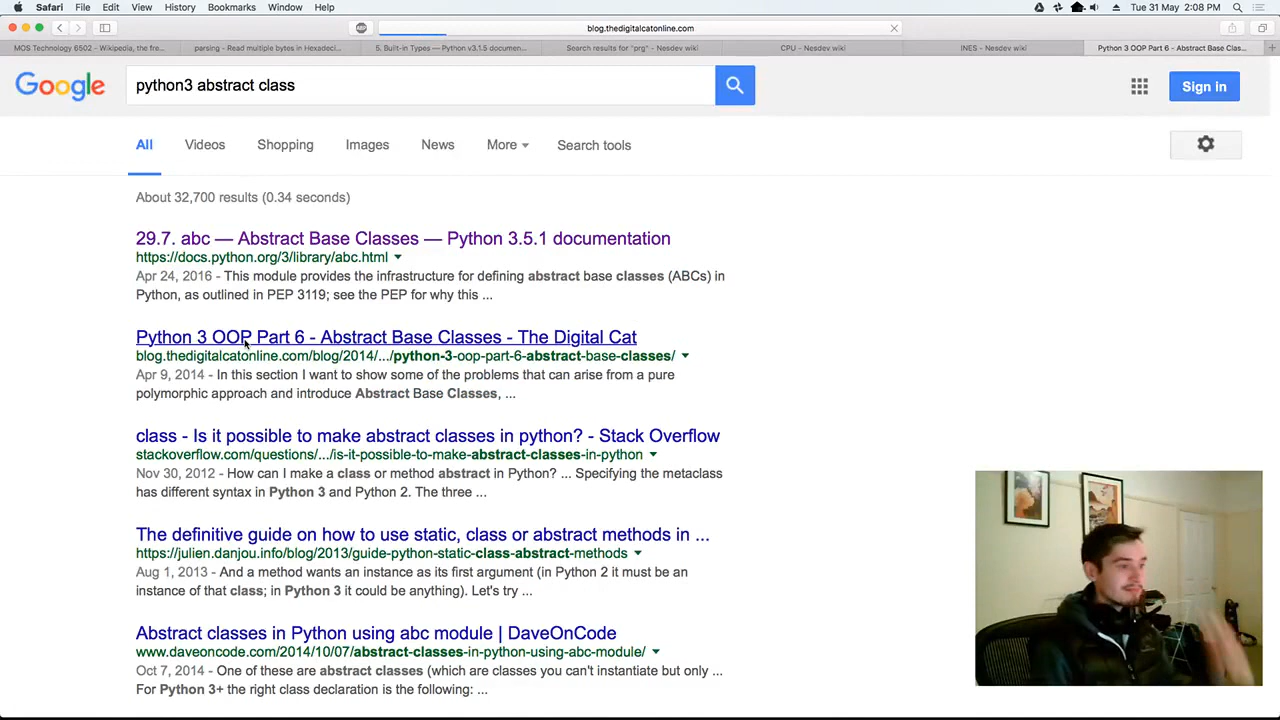 Safari File Edit View History Bookmarks Window Help Tue 31 May 2:08 PM
blog.thedigitalcatonline.com
MOS Technology 6502 - Wikipedia, the fre... parsing - Read multiple bytes in Hexadeci... 5. Built-in Types — Python v3.1.5 documen... Search results for "prg" - Nesdev wiki CPU - Nesdev wiki INES - Nesdev wiki Python 3 OOP Part 6 - Abstract Base Clas...
Google python3 abstract class Sign in
All Videos Shopping Images News More Search tools
About 32,700 results (0.34 seconds)
29.7. abc — Abstract Base Classes — Python 3.5.1 documentation
https://docs.python.org/3/library/abc.html
Apr 24, 2016 - This module provides the infrastructure for defining abstract base classes (ABCs) in
Python, as outlined in PEP 3119; see the PEP for why this ...
Python 3 OOP Part 6 - Abstract Base Classes - The Digital Cat
blog.thedigitalcatonline.com/blog/2014/.../python-3-oop-part-6-abstract-base-classes/
Apr 9, 2014 - In this section I want to show some of the problems that can arise from a pure
polymorphic approach and introduce Abstract Base Classes, ...
class - Is it possible to make abstract classes in python? - Stack Overflow
stackoverflow.com/questions/.../is-it-possible-to-make-abstract-classes-in-python
Nov 30, 2012 - How can I make a class or method abstract in Python? ... Specifying the metaclass
has different syntax in Python 3 and Python 2. The three ...
The definitive guide on how to use static, class or abstract methods in ...
https://julien.danjou.info/blog/2013/guide-python-static-class-abstract-methods
Aug 1, 2013 - And a method wants an instance as its first argument (in Python 2 it must be an
instance of that class; in Python 3 it could be anything). Let's try ...
Abstract classes in Python using abc module | DaveOnCode
www.daveoncode.com/2014/10/07/abstract-classes-in-python-using-abc-module/
Oct 7, 2014 - One of these are abstract classes (which are classes you can't instantiate but only ...
For Python 3+ the right class declaration is the following: ...